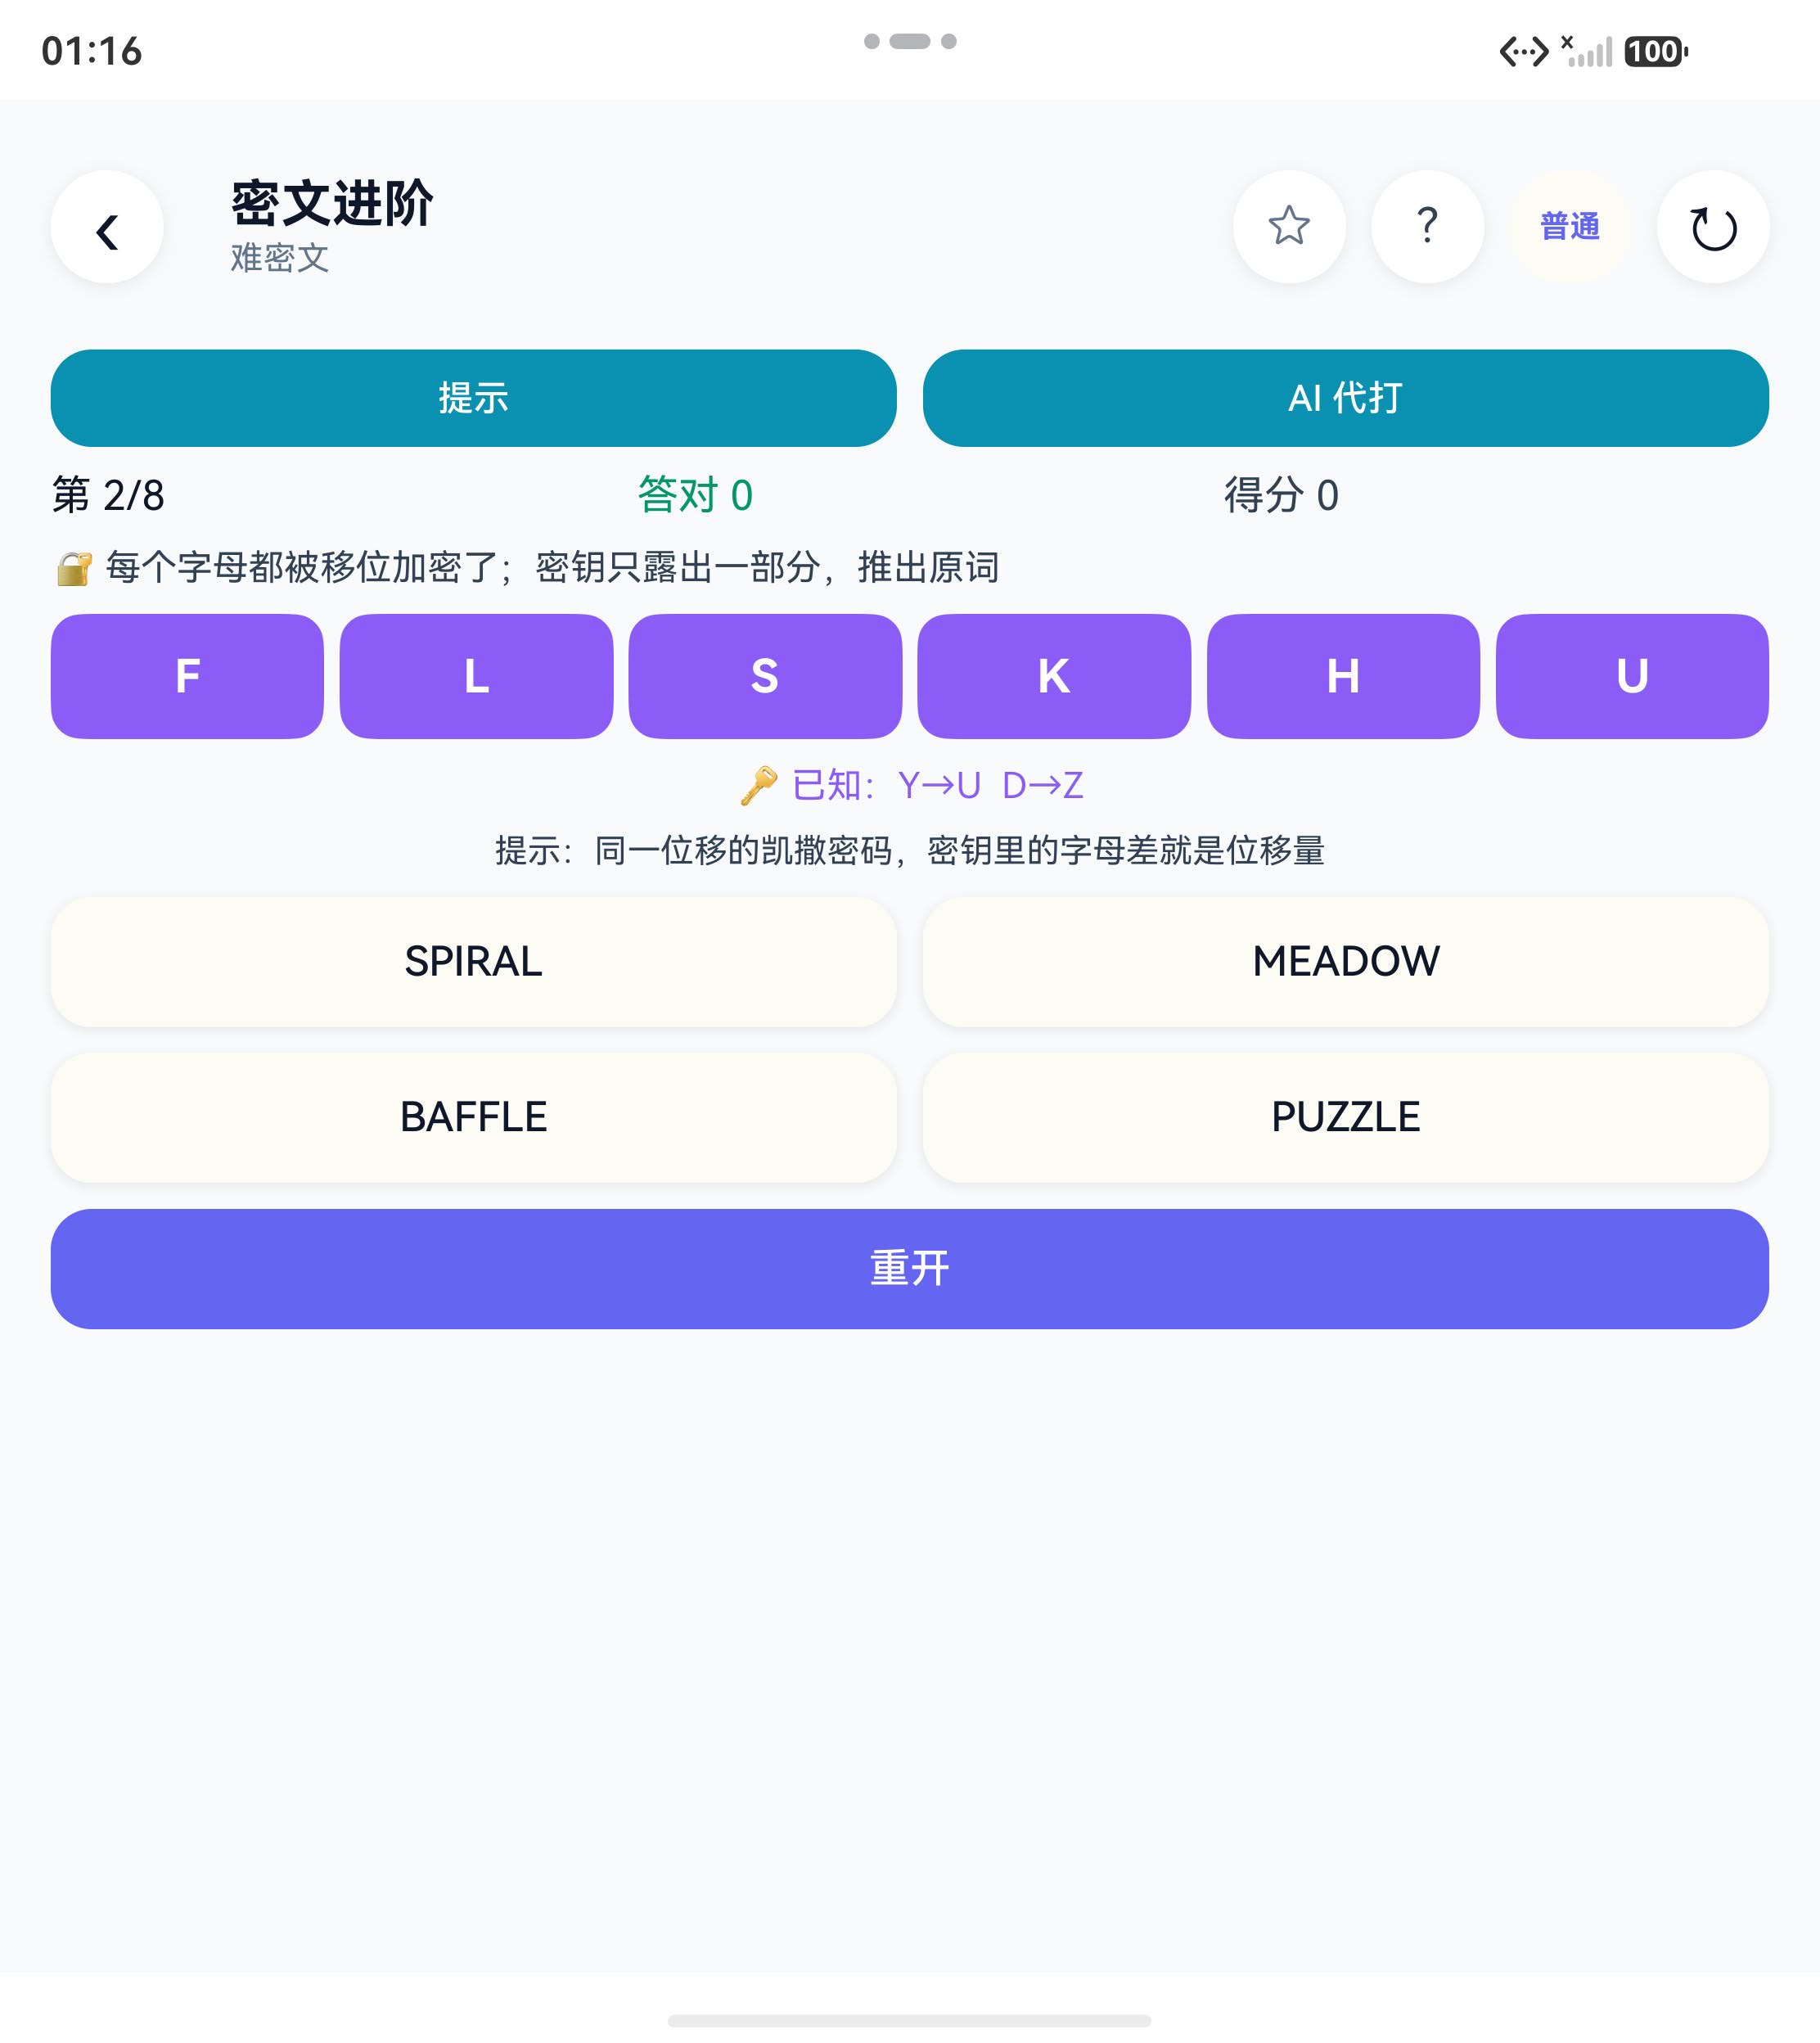 01:16
100
密文进阶
难密文
?
普通
提示
AI 代打
第 2/8
答对 0
得分 0
每个字母都被移位加密了；密钥只露出一部分，推出原词
F L S K H U
已知： Y→U D→Z
提示：同一位移的凯撒密码，密钥里的字母差就是位移量
SPIRAL
MEADOW
BAFFLE
PUZZLE
重开